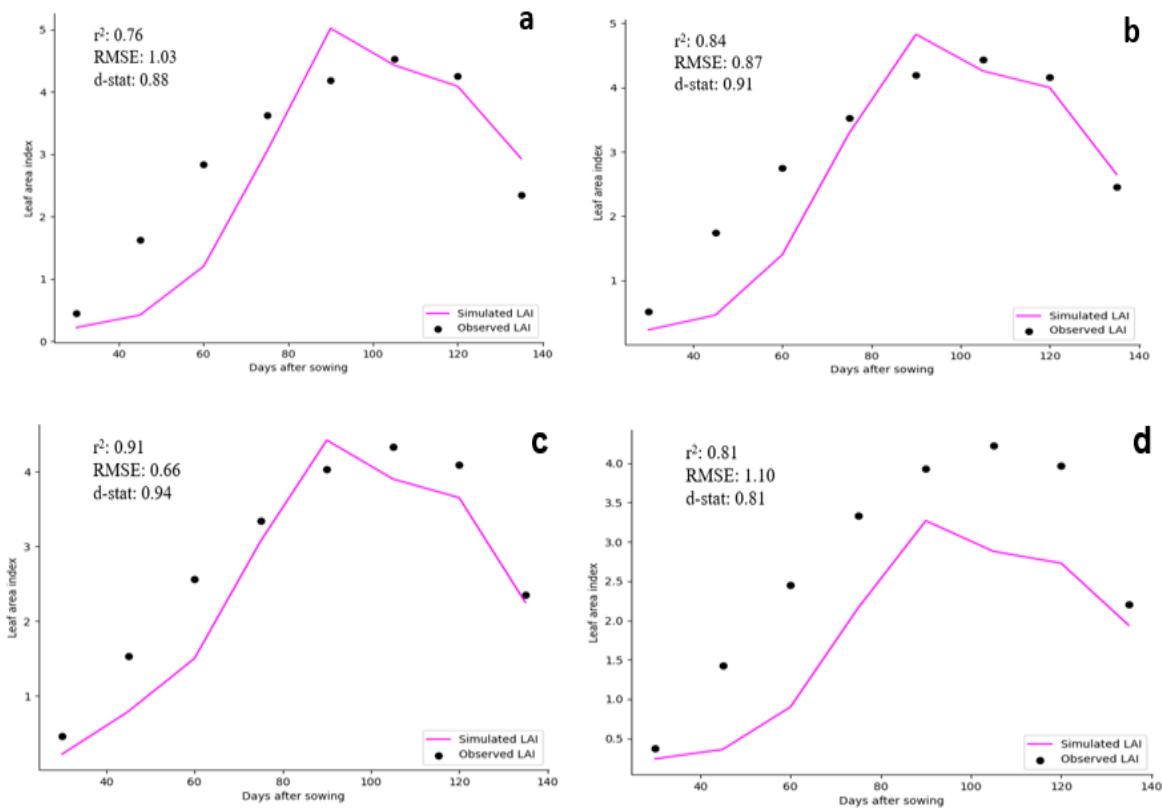 a
r²: 0.76
RMSE: 1.03
d-stat: 0.88
5
4
3
2
1
0
Leaf area index
Simulated LAI
Observed LAI
40 60 80 100 120 140
Days after sowing
b
r²: 0.84
RMSE: 0.87
d-stat: 0.91
5
4
3
2
1
Leaf area index
Simulated LAI
Observed LAI
40 60 80 100 120 140
Days after sowing
c
r²: 0.91
RMSE: 0.66
d-stat: 0.94
4
3
2
1
Leaf area index
Simulated LAI
Observed LAI
40 60 80 100 120 140
Days after sowing
d
r²: 0.81
RMSE: 1.10
d-stat: 0.81
4.0
3.5
3.0
2.5
2.0
1.5
1.0
0.5
Leaf area index
Simulated LAI
Observed LAI
40 60 80 100 120 140
Days after sowing